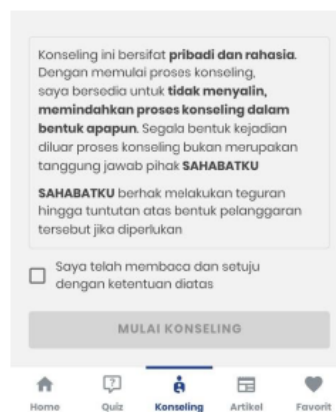 Konseling ini bersifat pribadi dan rahasia.
Dengan memulai proses konseling,
saya bersedia untuk tidak menyalin,
memindahkan proses konseling dalam
bentuk apapun. Segala bentuk kejadian
diluar proses konseling bukan merupakan
tanggung jawab pihak SAHABATKU
SAHABATKU berhak melakukan teguran
hingga tuntutan atas bentuk pelanggaran
tersebut jika diperlukan
Saya telah membaca dan setuju
dengan ketentuan diatas
MULAI KONSELING
Home Quiz Konseling Artikel Favorit